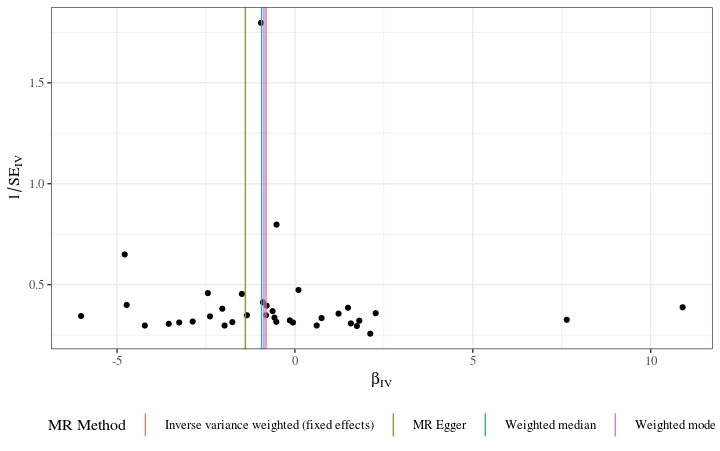 1.5
1.0
0.5
1/SE_IV
-5 0 5 10
β_IV
MR Method Inverse variance weighted (fixed effects) MR Egger Weighted median Weighted mode